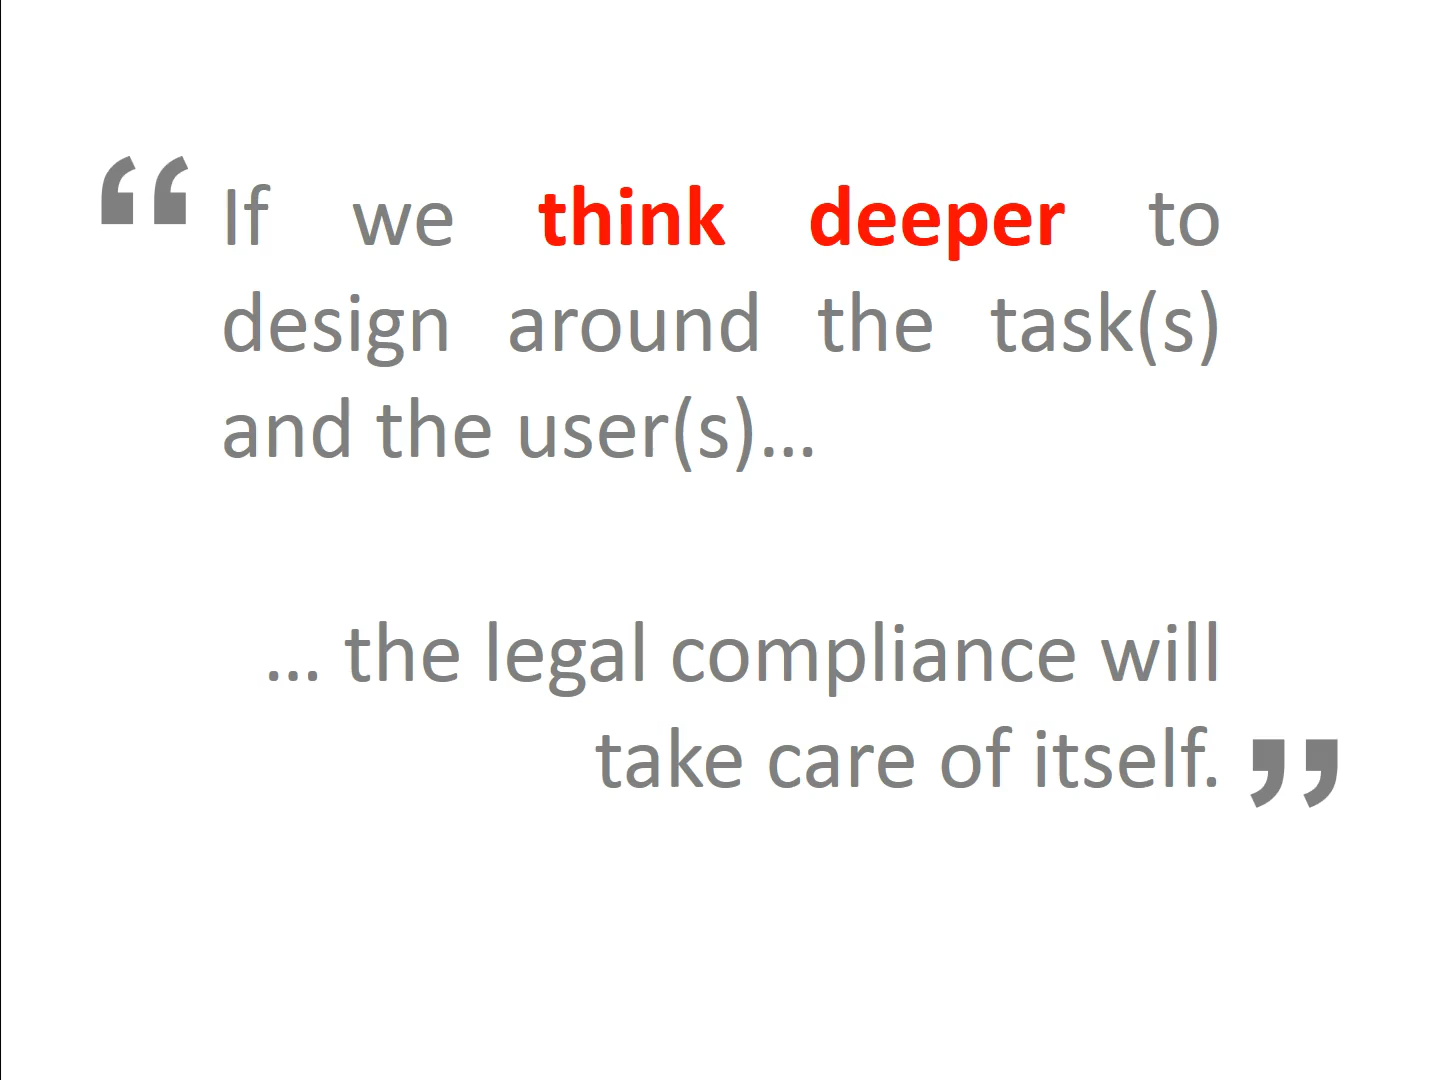 “ If we think deeper to
design around the task(s)
and the user(s)...
... the legal compliance will
take care of itself. ”